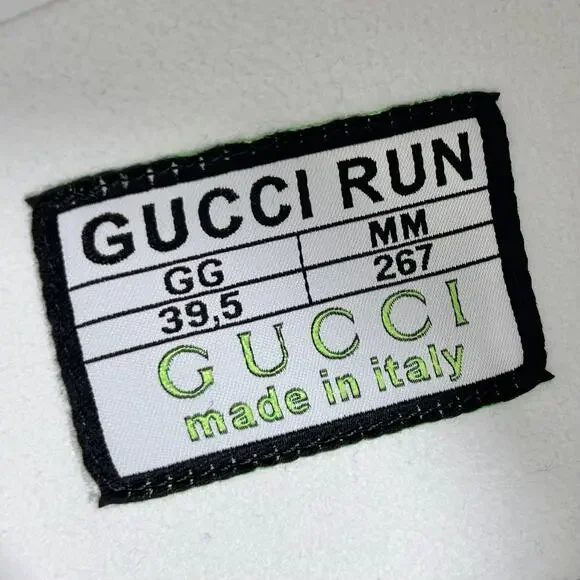 GUCCI RUN
GG MM
39,5 267
GUCCI
made in italy